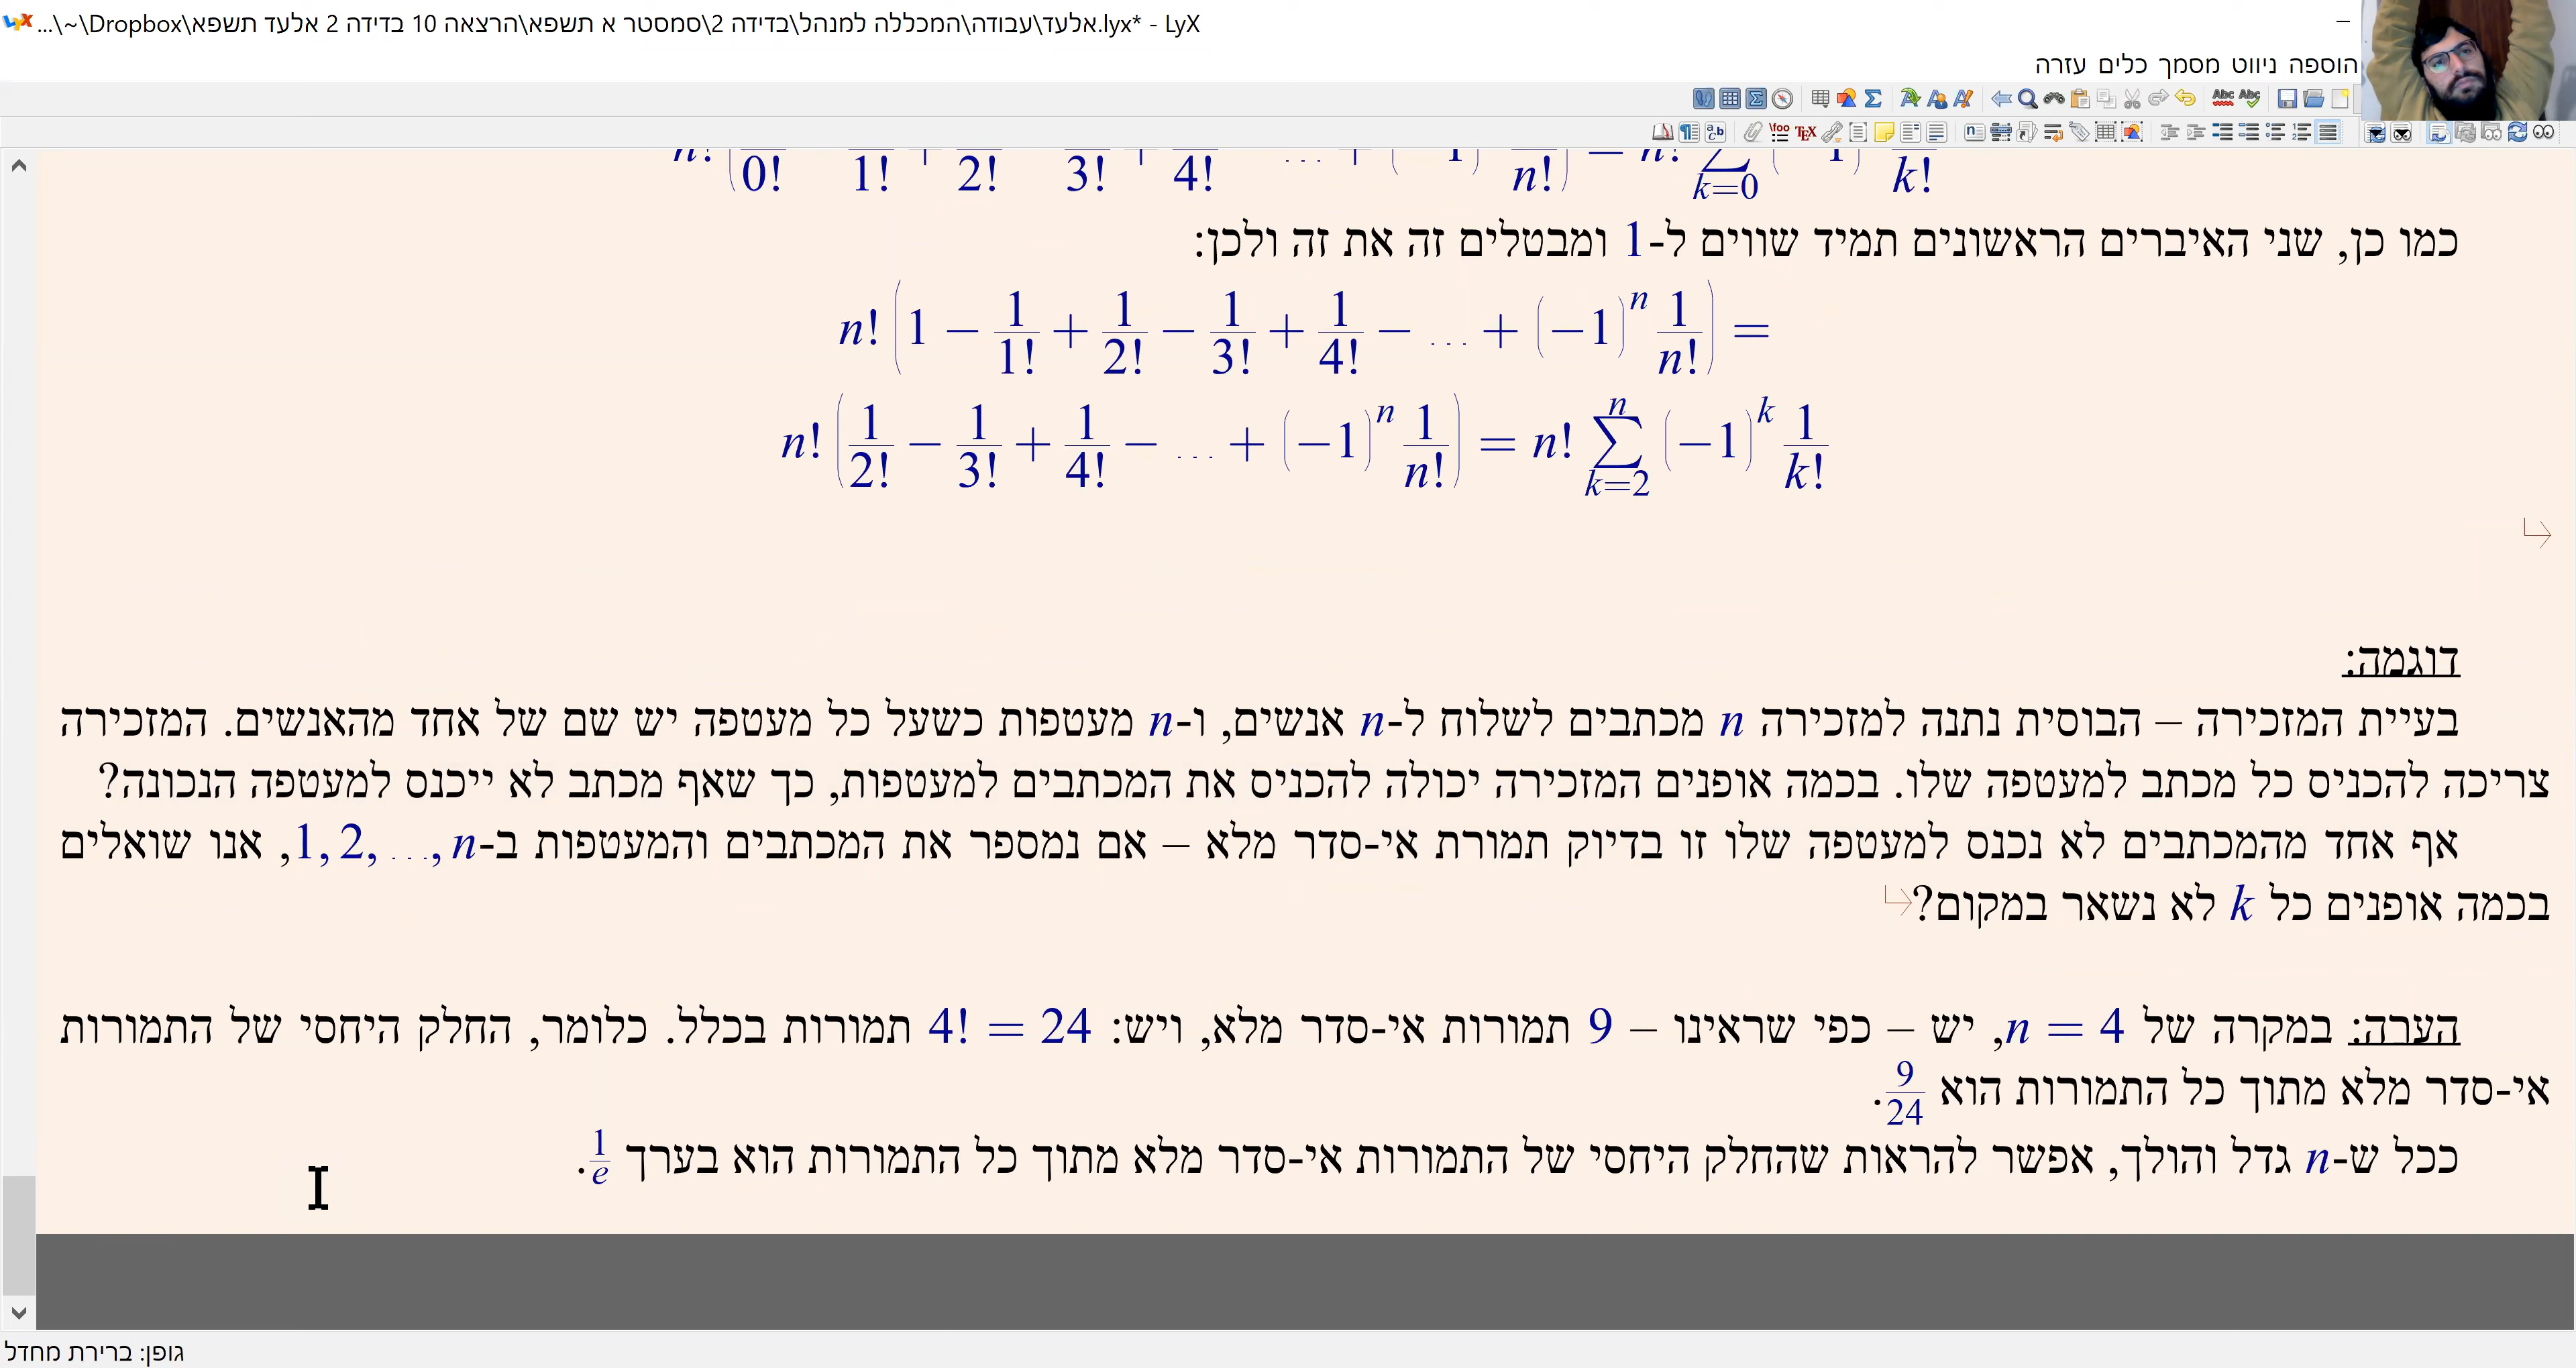 ...\~\Dropbox\אלעד\עבודה\המכללה למנהל\בדידה 2\סמסטר א תשפא\הרצאה 10 בדידה 2 אלעד תשפא.lyx* - LyX
הוספה ניווט מסמך כלים עזרה
n! (0! 1! + 2! 3! + 4! ... + (-1) n!) = n! ∑ k=0 (-1) k!
כמו כן, שני האיברים הראשונים תמיד שווים ל-1 ומבטלים זה את זה ולכן:
n! (1 − 1/1! + 1/2! − 1/3! + 1/4! − ... + (−1)^n 1/n!) =
n! (1/2! − 1/3! + 1/4! − ... + (−1)^n 1/n!) = n! ∑_{k=2}^{n} (−1)^k 1/k!
דוגמה:
בעיית המזכירה – הבוסית נתנה למזכירה n מכתבים לשלוח ל-n אנשים, ו-n מעטפות כשעל כל מעטפה יש שם של אחד מהאנשים. המזכירה
צריכה להכניס כל מכתב למעטפה שלו. בכמה אופנים המזכירה יכולה להכניס את המכתבים למעטפות, כך שאף מכתב לא ייכנס למעטפה הנכונה?
אף אחד מהמכתבים לא נכנס למעטפה שלו זו בדיוק תמורת אי-סדר מלא – אם נמספר את המכתבים והמעטפות ב-1, 2, ..., n, אנו שואלים
בכמה אופנים כל k לא נשאר במקום?
הערה: במקרה של n = 4, יש – כפי שראינו – 9 תמורות אי-סדר מלא, ויש: 4! = 24 תמורות בכלל. כלומר, החלק היחסי של התמורות
אי-סדר מלא מתוך כל התמורות הוא 9/24.
ככל ש-n גדל והולך, אפשר להראות שהחלק היחסי של התמורות אי-סדר מלא מתוך כל התמורות הוא בערך 1/e.
גופן: ברירת מחדל